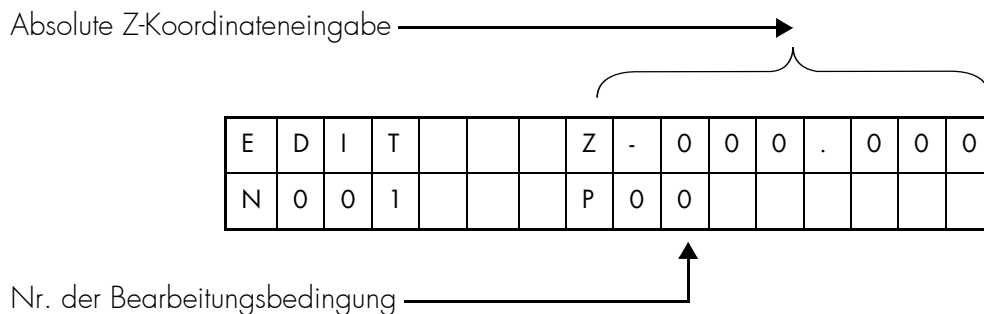 Absolute Z-Koordinateneingabe
E D I T Z - 0 0 0 . 0 0 0
N 0 0 1 P 0 0
Nr. der Bearbeitungsbedingung